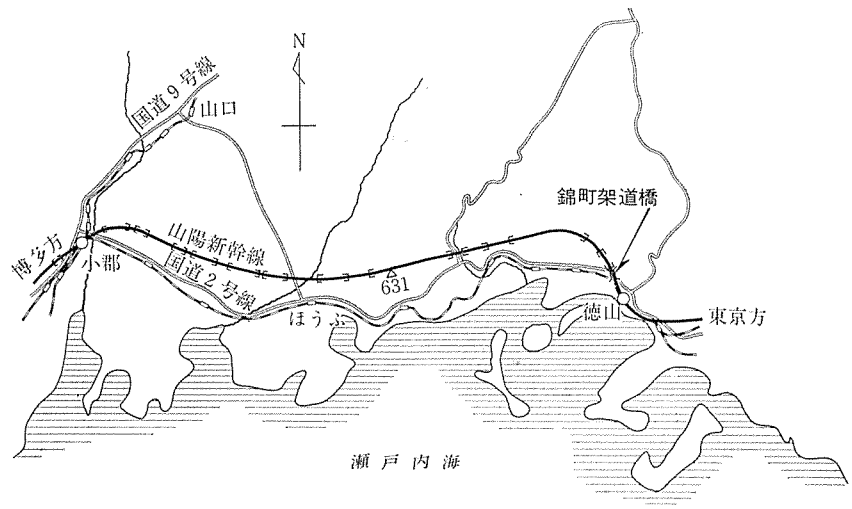 N
国道9号線
山口
錦町架道橋
山陽新幹線
博多方
小郡
国道2号線
631
ほうふ
徳山
東京方
瀬戸内海